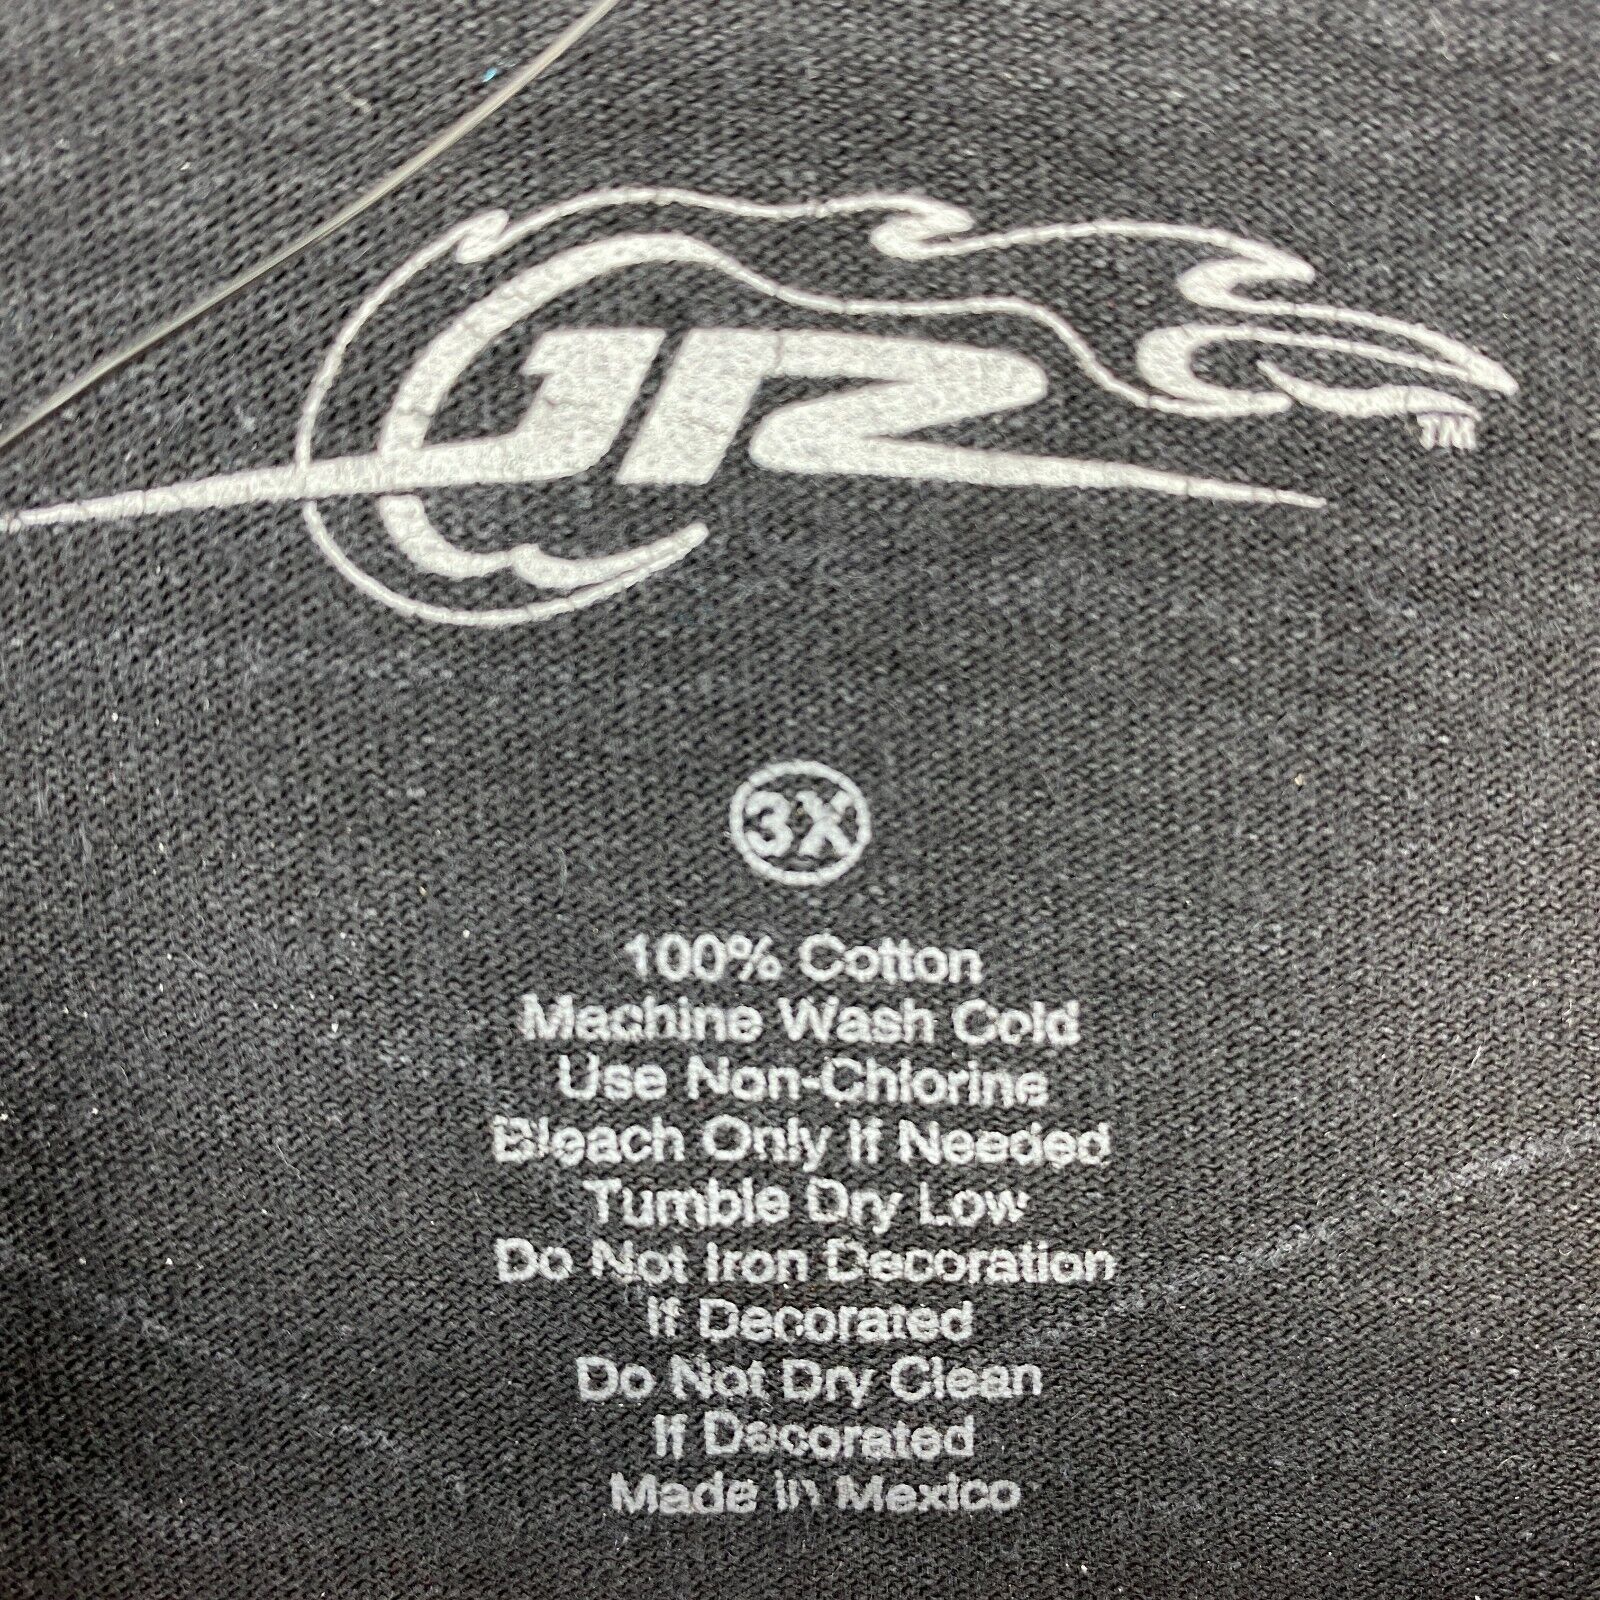 JR
TM
3X
100% Cotton
Machine Wash Cold
Use Non-Chlorine
Bleach Only If Needed
Tumble Dry Low
Do Not Iron Decoration
If Decorated
Do Not Dry Clean
If Decorated
Made in Mexico